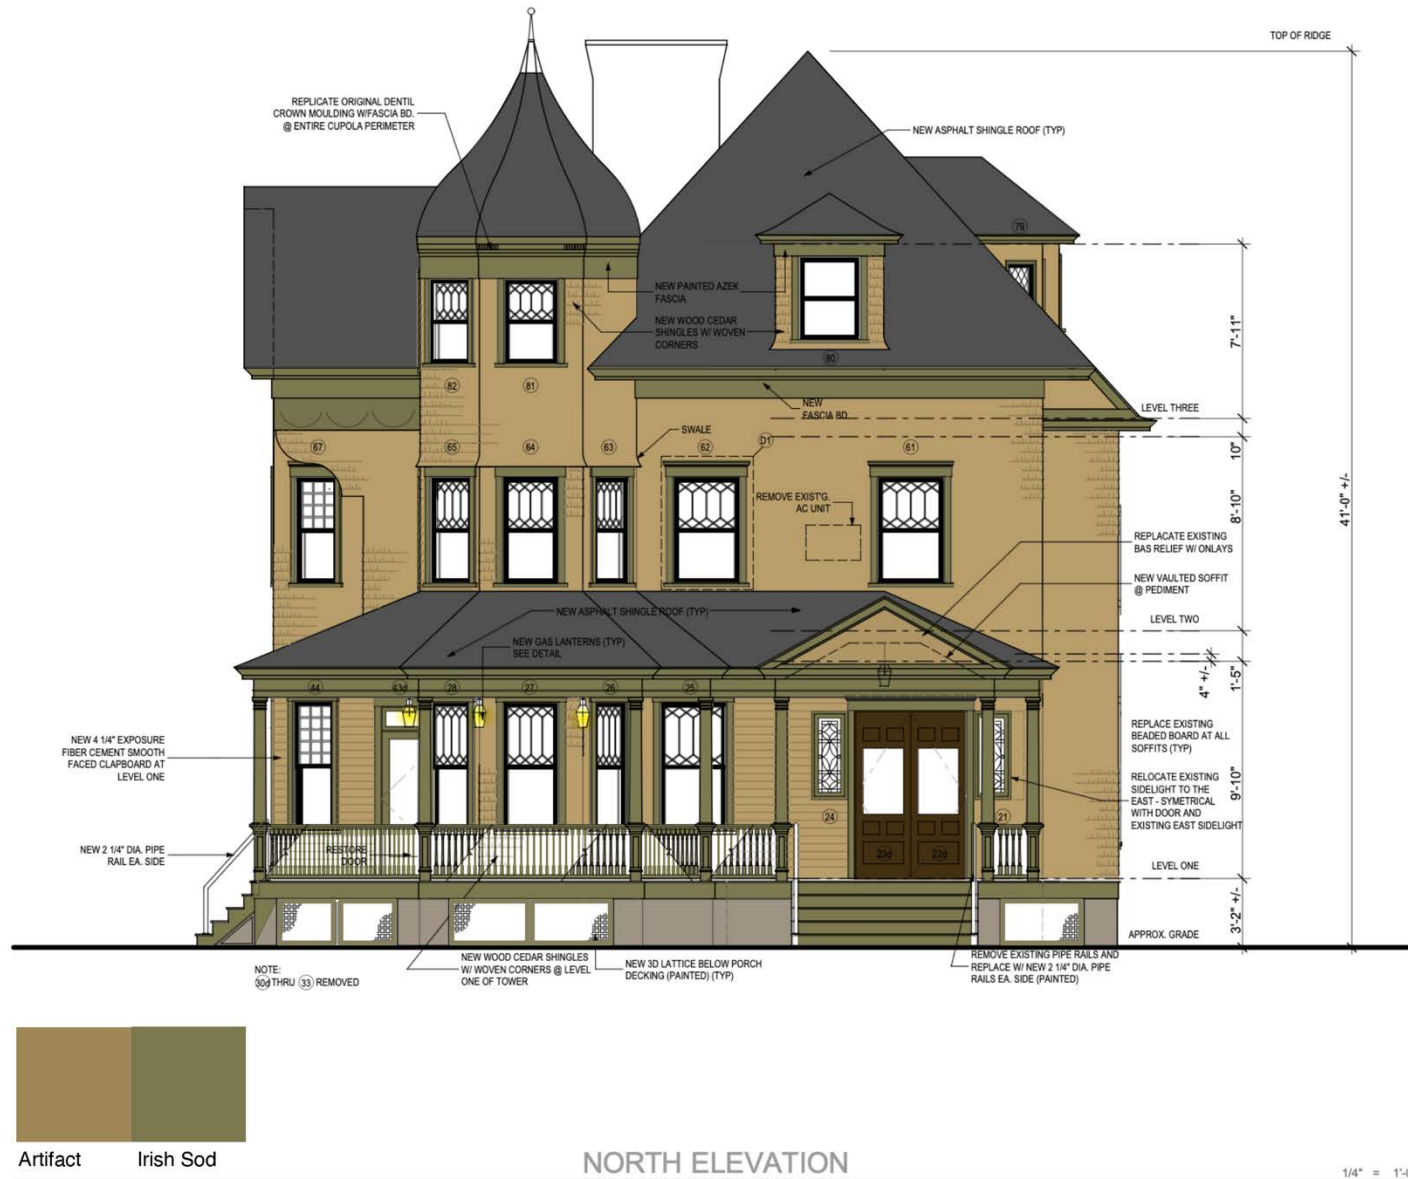 TOP OF RIDGE
REPLICATE ORIGINAL DENTIL
CROWN MOULDING W/FASCIA BD.
@ ENTIRE CUPOLA PERIMETER
NEW ASPHALT SHINGLE ROOF (TYP)
79
NEW PAINTED AZEK
FASCIA
NEW WOOD CEDAR
SHINGLES W/ WOVEN
CORNERS
7'-11"
80
82
81
NEW
FASCIA BD.
LEVEL THREE
SWALE
67
65
64
63
62
D1
61
10"
REMOVE EXIST'G.
AC UNIT
8'-10"
41'-0" +/-
REPLACATE EXISTING
BAS RELIEF W/ ONLAYS
NEW VAULTED SOFFIT
@ PEDIMENT
NEW ASPHALT SHINGLE ROOF (TYP)
LEVEL TWO
NEW GAS LANTERNS (TYP)
SEE DETAIL
4" +/-
1'-5"
44
43d
28
27
26
25
NEW 4 1/4" EXPOSURE
FIBER CEMENT SMOOTH
FACED CLAPBOARD AT
LEVEL ONE
REPLACE EXISTING
BEADED BOARD AT ALL
SOFFITS (TYP)
RELOCATE EXISTING
SIDELIGHT TO THE
EAST - SYMETRICAL
WITH DOOR AND
EXISTING EAST SIDELIGHT
9'-10"
24
21
NEW 2 1/4" DIA. PIPE
RAIL EA. SIDE
RESTORE
DOOR
23d
22d
LEVEL ONE
3'-2" +/-
APPROX. GRADE
NOTE:
30d THRU 33 REMOVED
NEW WOOD CEDAR SHINGLES
W/ WOVEN CORNERS @ LEVEL
ONE OF TOWER
NEW 3D LATTICE BELOW PORCH
DECKING (PAINTED) (TYP)
REMOVE EXISTING PIPE RAILS AND
REPLACE W/ NEW 2 1/4" DIA. PIPE
RAILS EA. SIDE (PAINTED)
Artifact
Irish Sod
NORTH ELEVATION
1/4" =